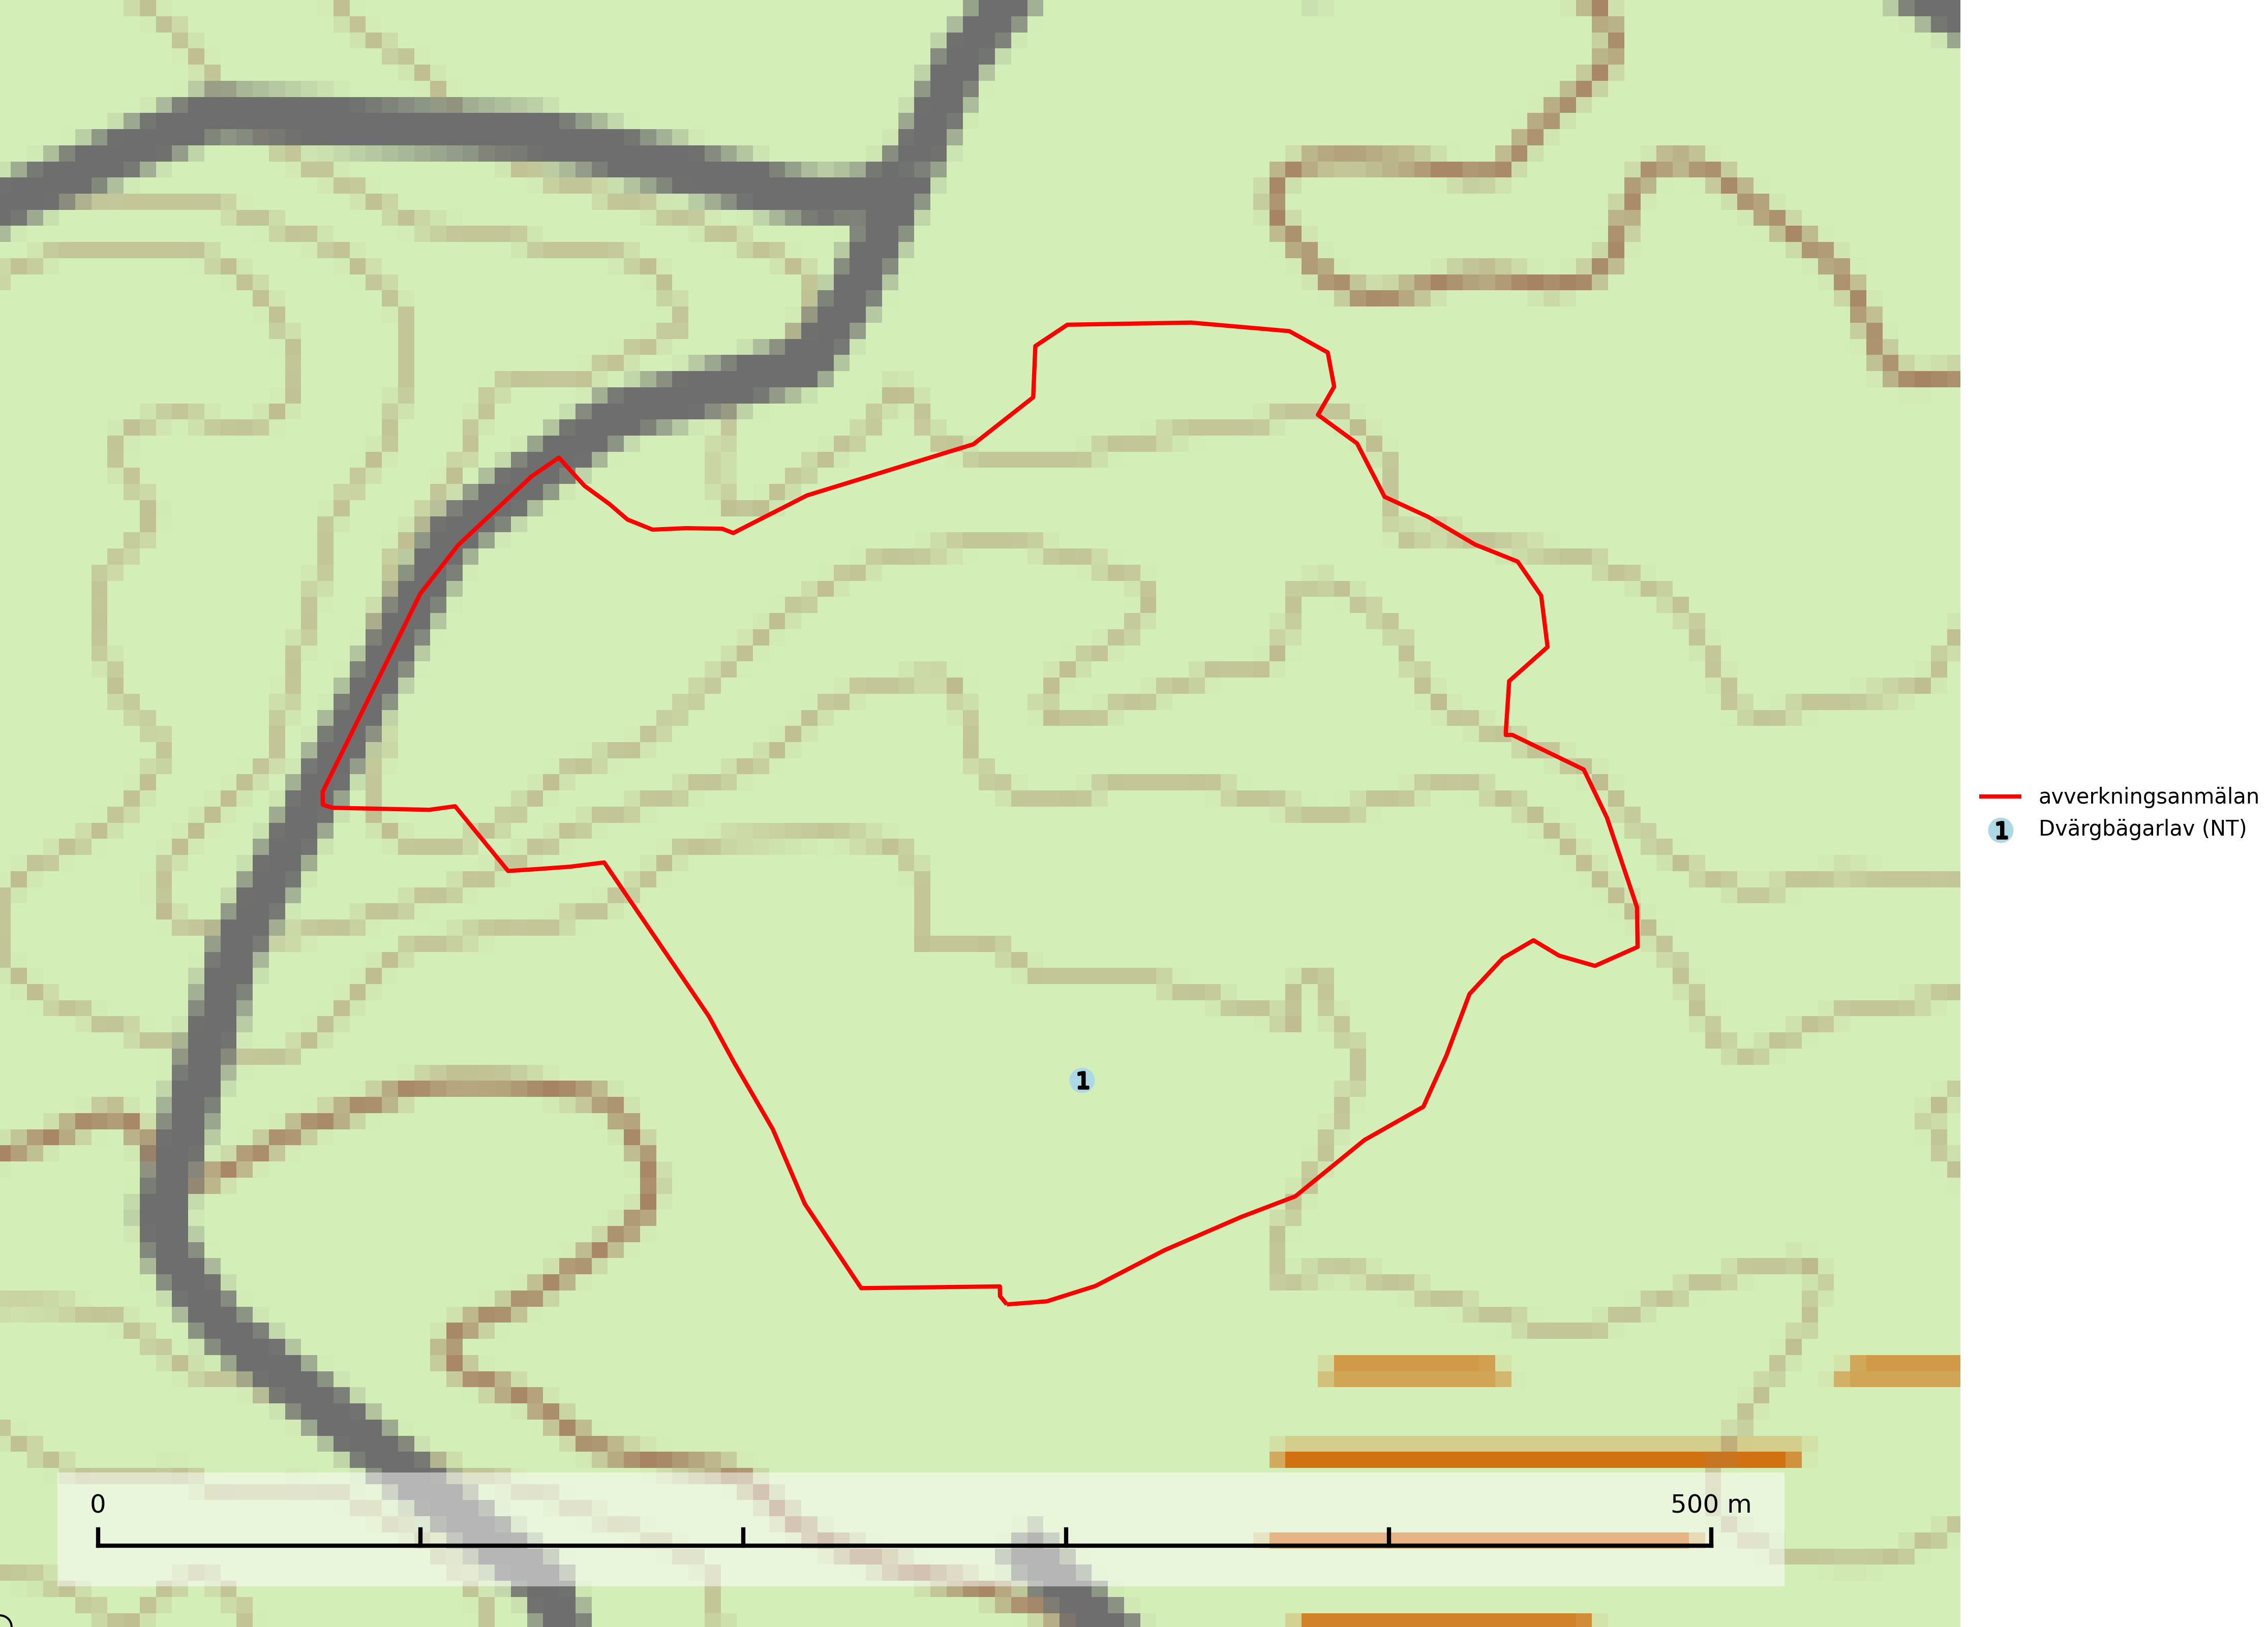 avverkningsanmälan
1 Dvärgbägarlav (NT)
1
0 500 m